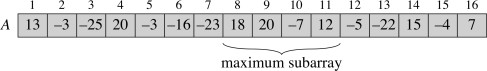 1 2 3 4 5 6 7 8 9 10 11 12 13 14 15 16
A 13 –3 –25 20 –3 –16 –23 18 20 –7 12 –5 –22 15 –4 7
maximum subarray